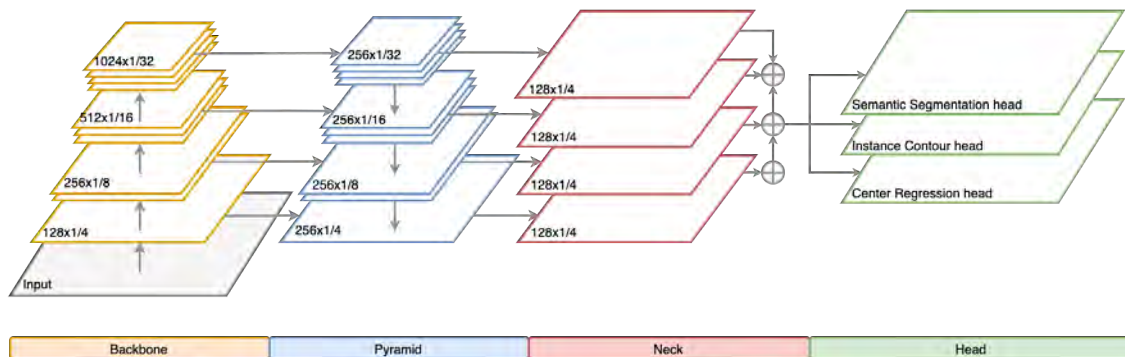 1024x1/32
512x1/16
256x1/8
128x1/4
Input
256x1/32
256x1/16
256x1/8
256x1/4
128x1/4
128x1/4
128x1/4
128x1/4
Semantic Segmentation head
Instance Contour head
Center Regression head
Backbone
Pyramid
Neck
Head